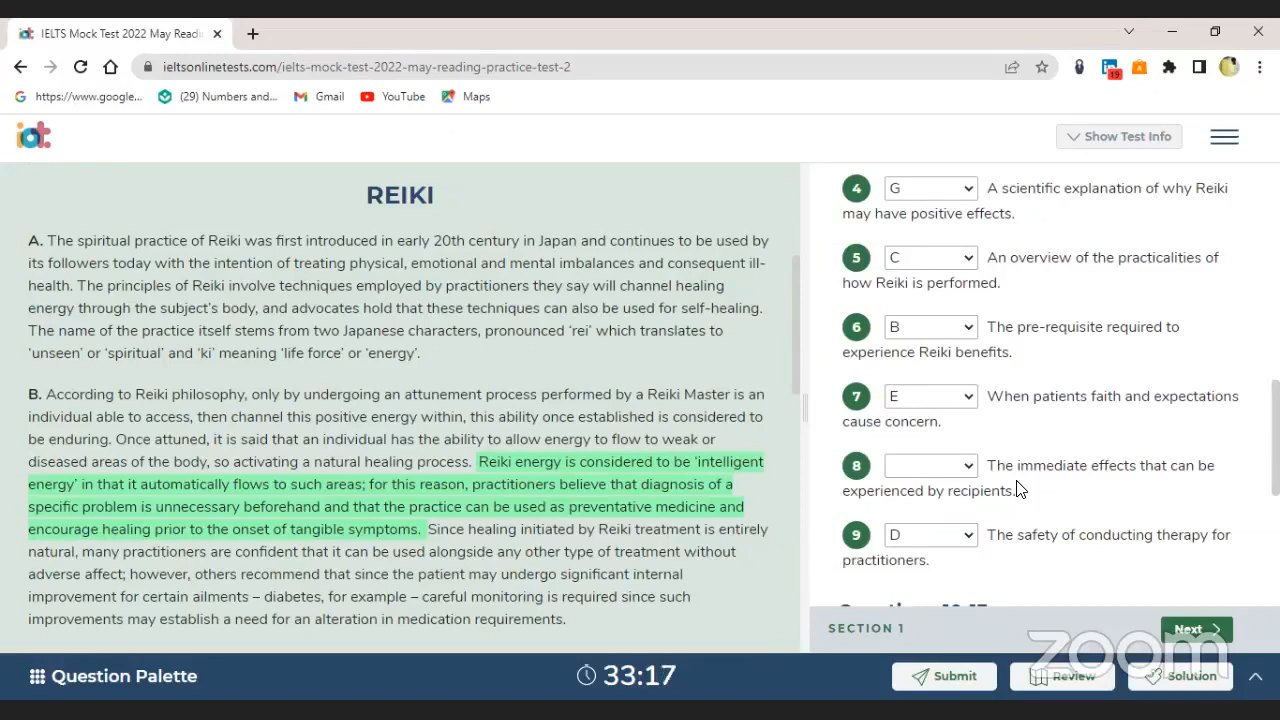 IELTS Mock Test 2022 May Readi
ieltsonlinetests.com/ielts-mock-test-2022-may-reading-practice-test-2
19
https://www.google... (29) Numbers and... Gmail YouTube Maps
iot
Show Test Info
REIKI
A. The spiritual practice of Reiki was first introduced in early 20th century in Japan and continues to be used by
its followers today with the intention of treating physical, emotional and mental imbalances and consequent ill-
health. The principles of Reiki involve techniques employed by practitioners they say will channel healing
energy through the subject's body, and advocates hold that these techniques can also be used for self-healing.
The name of the practice itself stems from two Japanese characters, pronounced ‘rei’ which translates to
‘unseen’ or ‘spiritual’ and ‘ki’ meaning ‘life force’ or ‘energy’.
B. According to Reiki philosophy, only by undergoing an attunement process performed by a Reiki Master is an
individual able to access, then channel this positive energy within, this ability once established is considered to
be enduring. Once attuned, it is said that an individual has the ability to allow energy to flow to weak or
diseased areas of the body, so activating a natural healing process. Reiki energy is considered to be ‘intelligent
energy’ in that it automatically flows to such areas; for this reason, practitioners believe that diagnosis of a
specific problem is unnecessary beforehand and that the practice can be used as preventative medicine and
encourage healing prior to the onset of tangible symptoms. Since healing initiated by Reiki treatment is entirely
natural, many practitioners are confident that it can be used alongside any other type of treatment without
adverse affect; however, others recommend that since the patient may undergo significant internal
improvement for certain ailments – diabetes, for example – careful monitoring is required since such
improvements may establish a need for an alteration in medication requirements.
4 G A scientific explanation of why Reiki
may have positive effects.
5 C An overview of the practicalities of
how Reiki is performed.
6 B The pre-requisite required to
experience Reiki benefits.
7 E When patients faith and expectations
cause concern.
8 The immediate effects that can be
experienced by recipients.
9 D The safety of conducting therapy for
practitioners.
SECTION 1
Next
zoom
Question Palette
33:17
Submit
Review
Solution